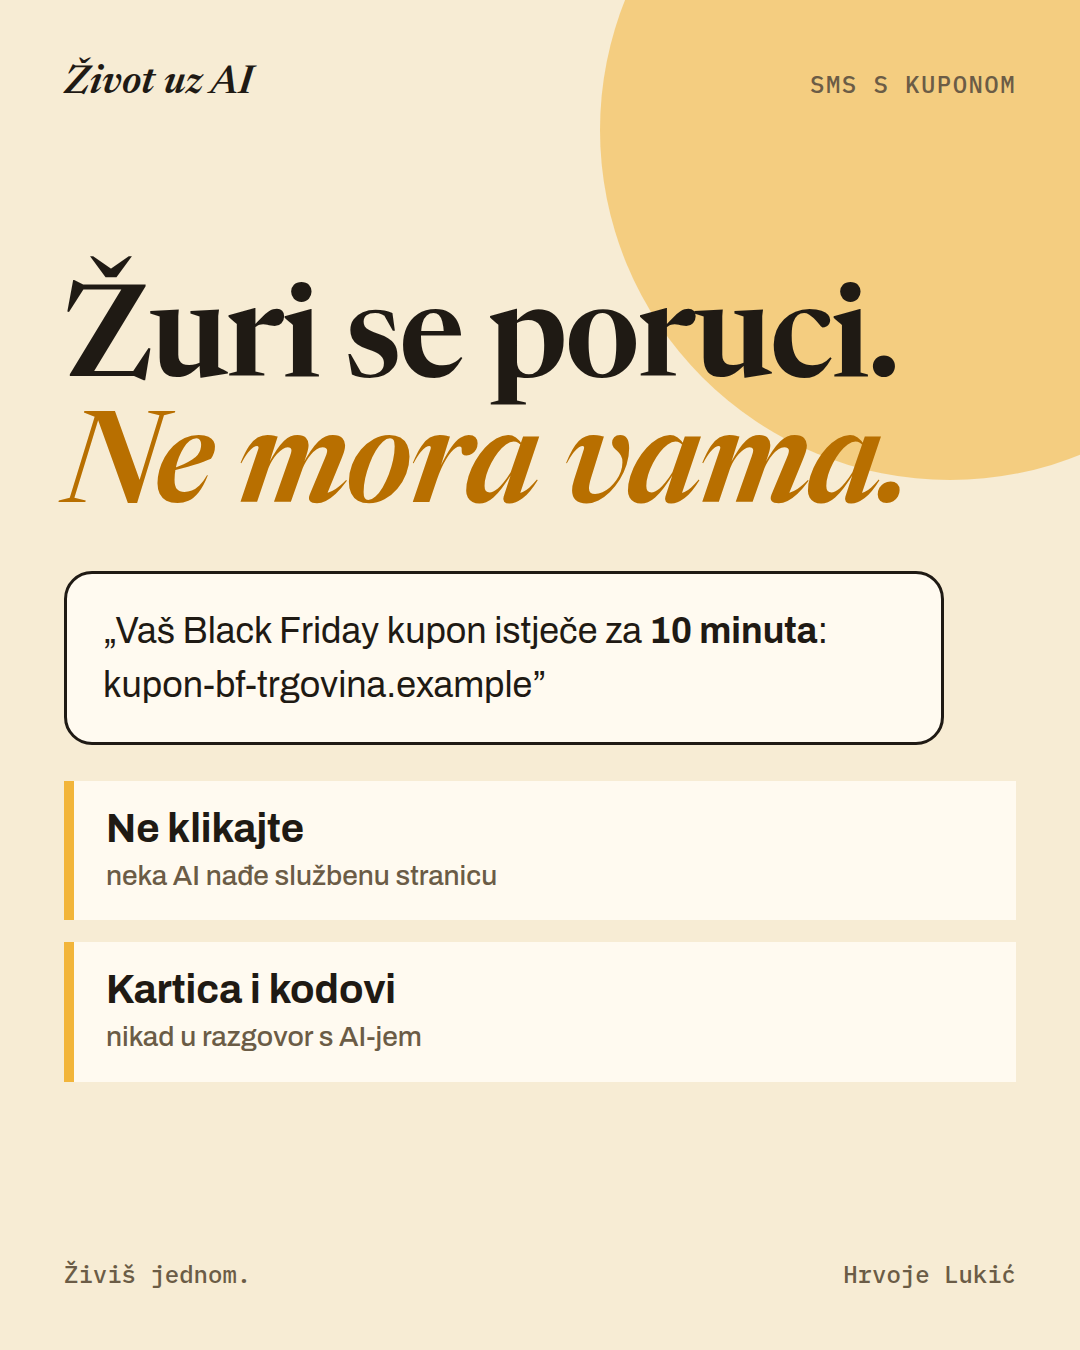 Život uz AI
SMS S KUPONOM
Žuri se poruci.
Ne mora vama.
„Vaš Black Friday kupon istječe za 10 minuta:
kupon-bf-trgovina.example”
Ne klikajte
neka AI nađe službenu stranicu
Kartica i kodovi
nikad u razgovor s AI-jem
Živiš jednom.
Hrvoje Lukić